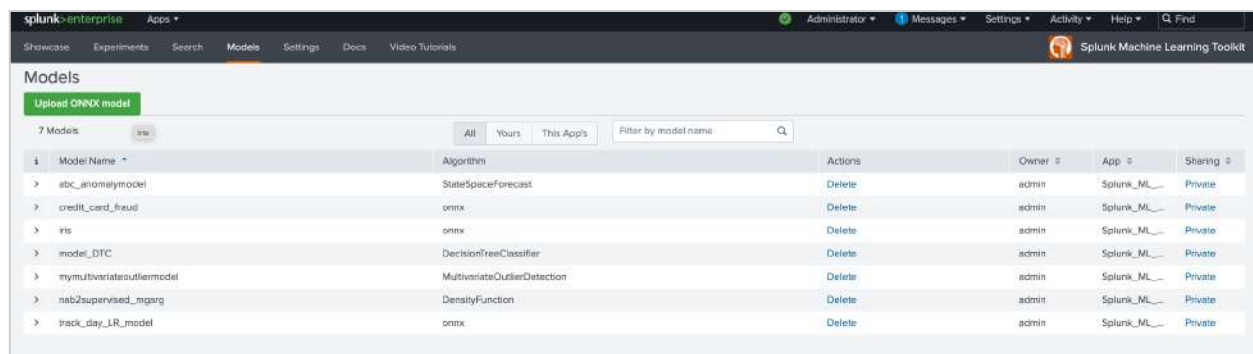 splunk>enterprise Apps Administrator 1 Messages Settings Activity Help Find
Showcase Experiments Search Models Settings Docs Video Tutorials Splunk Machine Learning Toolkit
Models
Upload ONNX model
7 Models iris All Yours This App's Filter by model name
i Model Name Algorithm Actions Owner App Sharing
abc_anomalymodel StateSpaceForecast Delete admin Splunk_ML_... Private
credit_card_fraud onnx Delete admin Splunk_ML_... Private
iris onnx Delete admin Splunk_ML_... Private
model_DTC DecisionTreeClassifier Delete admin Splunk_ML_... Private
mymultivariateoutliermodel MultivariateOutlierDetection Delete admin Splunk_ML_... Private
nab2supervised_mgsrg DensityFunction Delete admin Splunk_ML_... Private
track_day_LR_model onnx Delete admin Splunk_ML_... Private